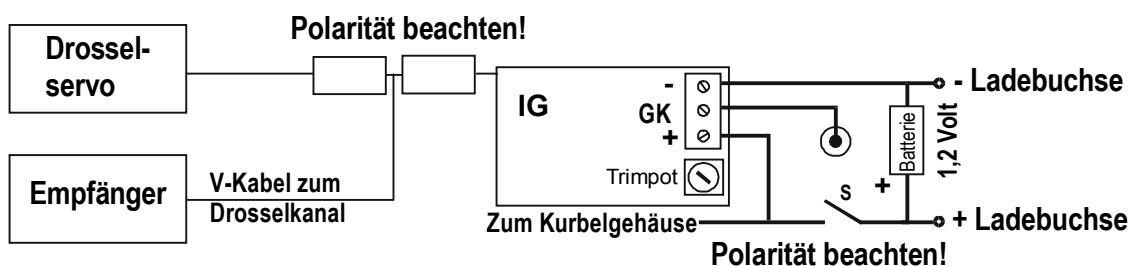 Polarität beachten!
Drossel-
servo
IG
-
GK
+
Trimpot
- Ladebuchse
Batterie
1,2 Volt
+
S
Empfänger
V-Kabel zum
Drosselkanal
Zum Kurbelgehäuse
+ Ladebuchse
Polarität beachten!